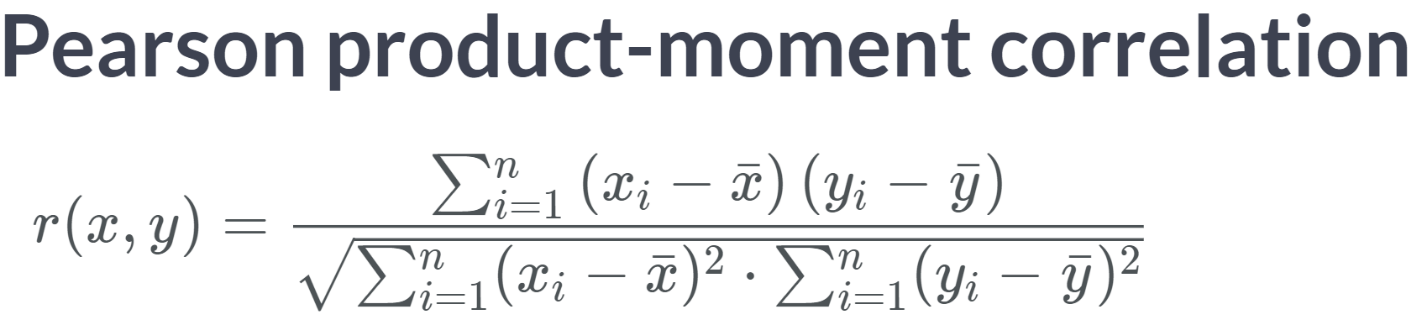 Pearson product-moment correlation
r(x, y) = \frac{\sum_{i=1}^{n} (x_i - \bar{x}) (y_i - \bar{y})}{\sqrt{\sum_{i=1}^{n} (x_i - \bar{x})^2 \cdot \sum_{i=1}^{n} (y_i - \bar{y})^2}}